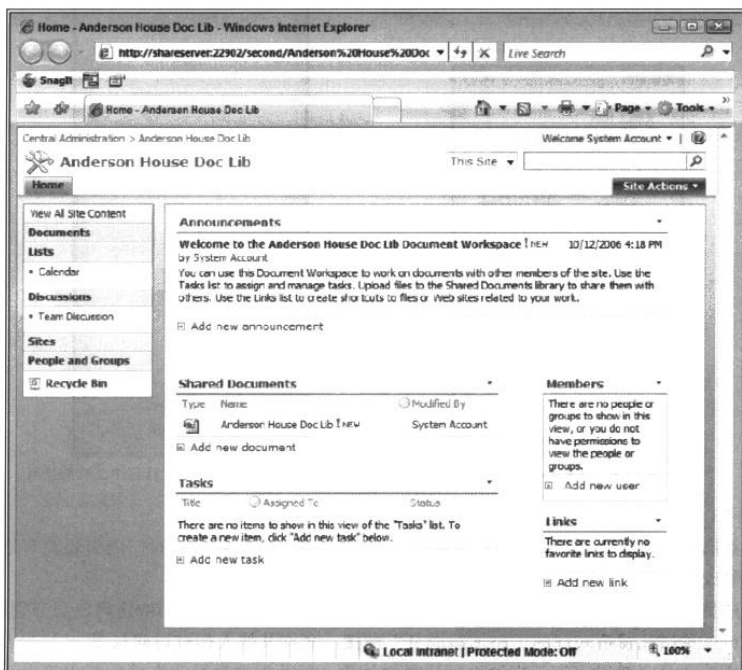 Home - Anderson House Doc Lib - Windows Internet Explorer
http://shareserver:22902/second/Anderson%20House%20Doc
Live Search
SnagIt
Home - Anderson House Doc Lib
Page
Tools
Central Administration > Anderson House Doc Lib
Welcome System Account
Anderson House Doc Lib
This Site
Home
Site Actions
View All Site Content
Documents
Lists
Calendar
Discussions
Team Discussion
Sites
People and Groups
Recycle Bin
Announcements
Welcome to the Anderson House Doc Lib Document Workspace ! NEW 10/12/2006 4:18 PM
by System Account
You can use this Document Workspace to work on documents with other members of the site. Use the
Tasks list to assign and manage tasks. Upload files to the Shared Documents library to share them with
others. Use the Links list to create shortcuts to files or Web sites related to your work.
Add new announcement
Shared Documents
Type Name Modified By
Anderson House Doc Lib ! NEW System Account
Add new document
Tasks
Title Assigned To Status
There are no items to show in this view of the "Tasks" list. To
create a new item, click "Add new task" below.
Add new task
Members
There are no people or
groups to show in this
view, or you do not
have permissions to
view the people or
groups.
Add new user
Links
There are currently no
favorite links to display.
Add new link
Local intranet | Protected Mode: Off
100%